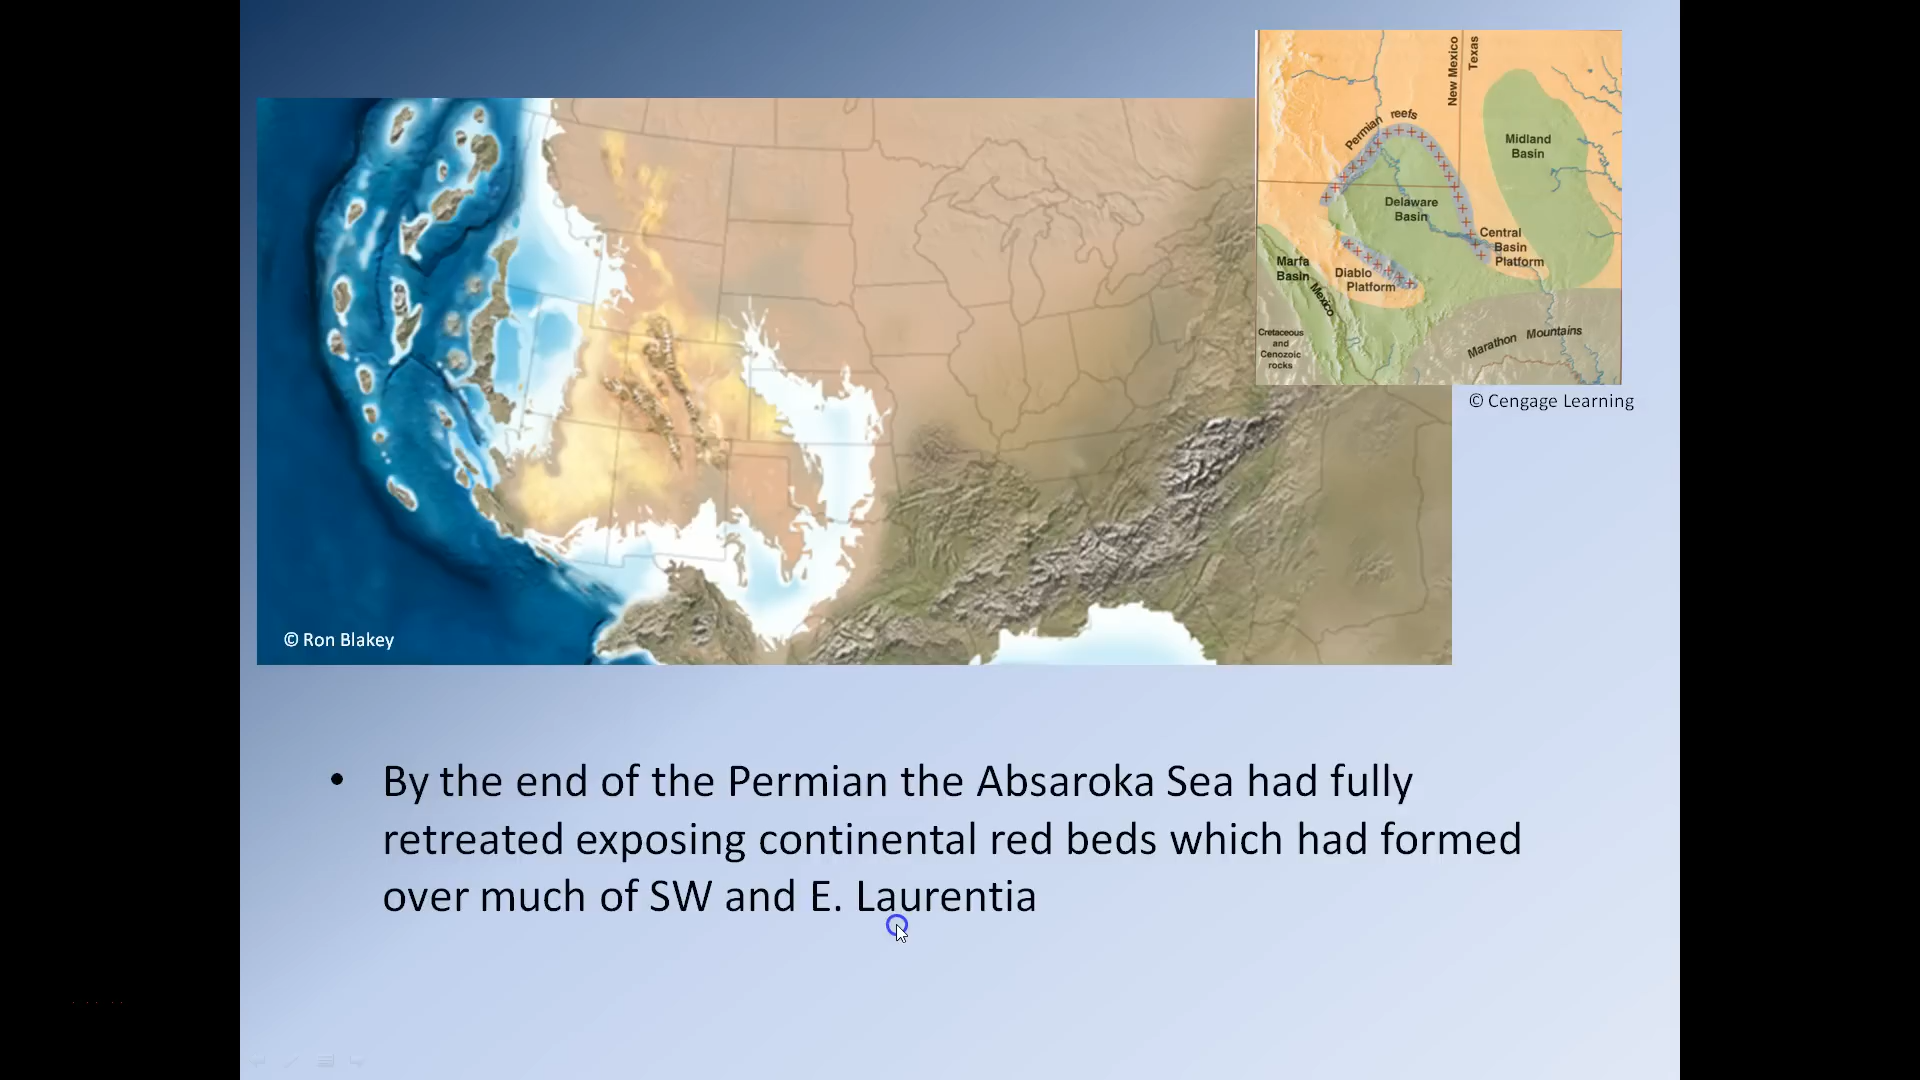 New Mexico
Texas
Permian reefs
Midland
Basin
Delaware
Basin
Central
Basin
Platform
Marfa
Basin
Diablo
Platform
Mexico
Cretaceous
and
Cenozoic
rocks
Marathon Mountains
© Cengage Learning
© Ron Blakey
• By the end of the Permian the Absaroka Sea had fully
retreated exposing continental red beds which had formed
over much of SW and E. Laurentia